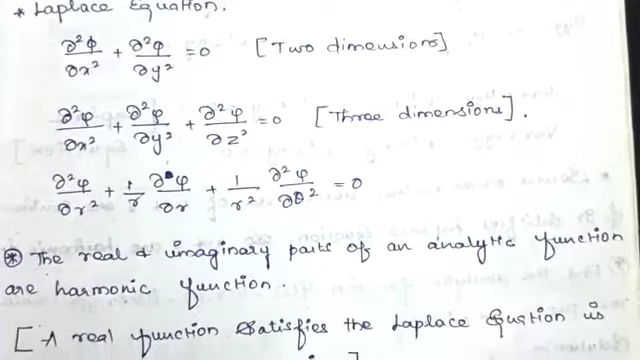 * Laplace Equation.
∂²ϕ/∂x² + ∂²φ/∂y² = 0 [Two dimensions]
∂²φ/∂x² + ∂²φ/∂y² + ∂²φ/∂z² = 0 [Three dimensions].
∂²φ/∂r² + 1/r ∂φ/∂r + 1/r² ∂²φ/∂θ² = 0
* The real & imaginary parts of an analytic function
are harmonic function.
[ A real function satisfies the Laplace Equstion is